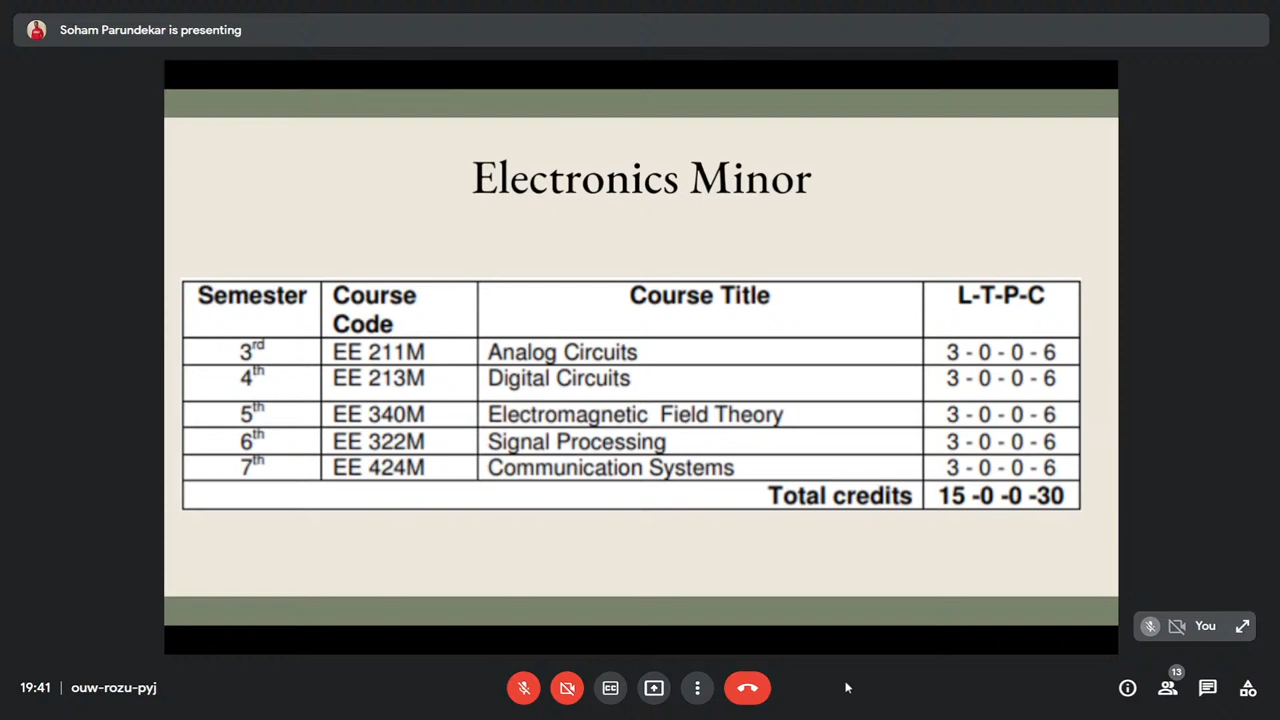 Soham Parundekar is presenting
Electronics Minor
Semester Course Code Course Title L-T-P-C
3rd EE 211M Analog Circuits 3 - 0 - 0 - 6
4th EE 213M Digital Circuits 3 - 0 - 0 - 6
5th EE 340M Electromagnetic Field Theory 3 - 0 - 0 - 6
6th EE 322M Signal Processing 3 - 0 - 0 - 6
7th EE 424M Communication Systems 3 - 0 - 0 - 6
Total credits 15 -0 -0 -30
You
19:41 | ouw-rozu-pyj
CC
13